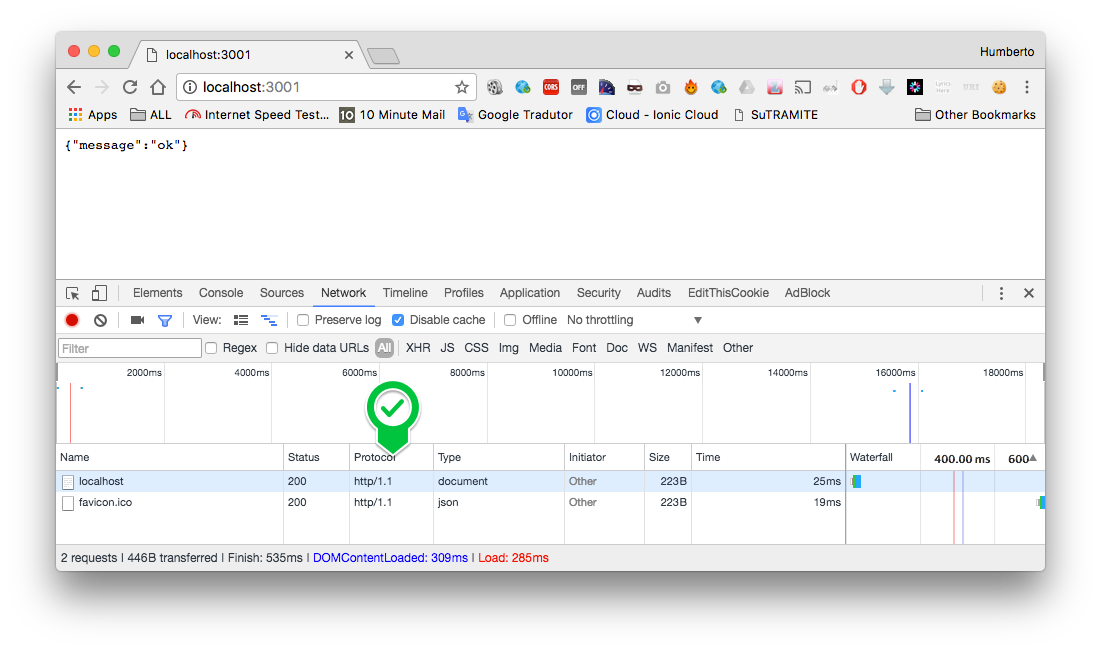 localhost:3001
Humberto
localhost:3001
CORS
OFF
Apps ALL Internet Speed Test... 10 10 Minute Mail Google Tradutor Cloud - Ionic Cloud SuTRAMITE Other Bookmarks
{"message":"ok"}
Elements Console Sources Network Timeline Profiles Application Security Audits EditThisCookie AdBlock
View: Preserve log Disable cache Offline No throttling
Filter Regex Hide data URLs All XHR JS CSS Img Media Font Doc WS Manifest Other
2000ms 4000ms 6000ms 8000ms 10000ms 12000ms 14000ms 16000ms 18000ms
Name Status Protocol Type Initiator Size Time Waterfall 400.00 ms 600
localhost 200 http/1.1 document Other 223B 25ms
favicon.ico 200 http/1.1 json Other 223B 19ms
2 requests | 446B transferred | Finish: 535ms | DOMContentLoaded: 309ms | Load: 285ms